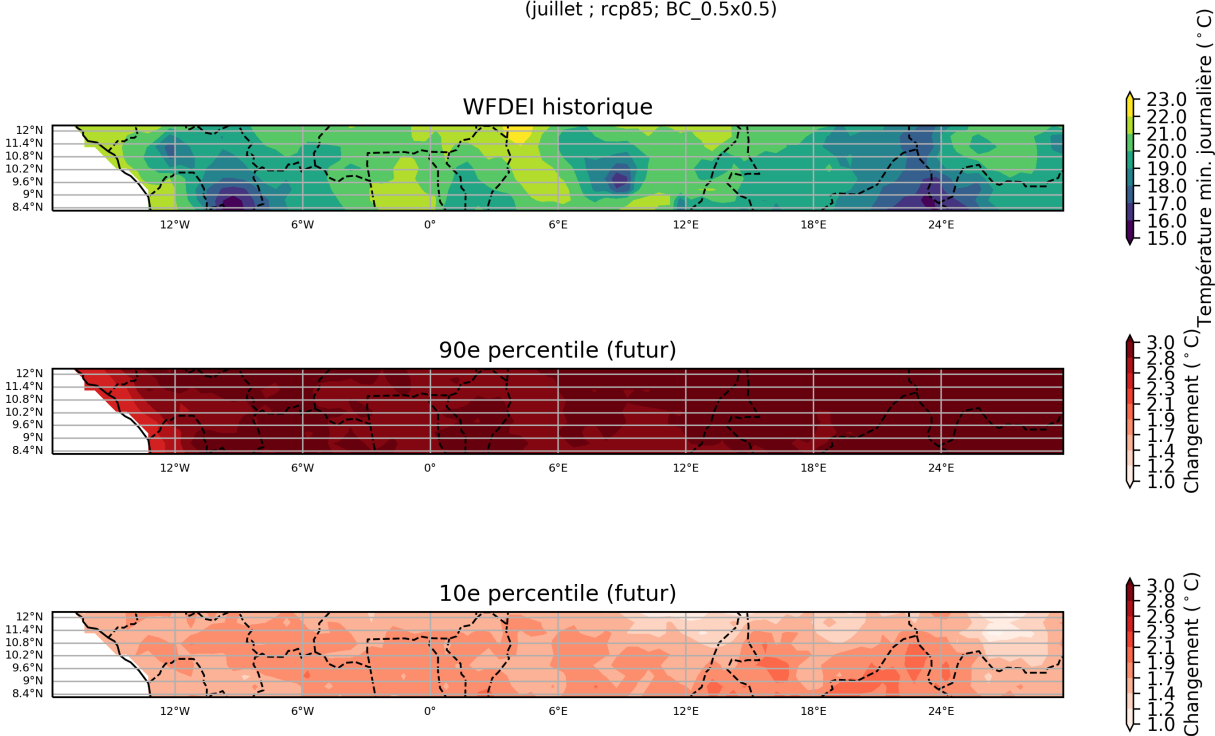 (juillet ; rcp85; BC_0.5x0.5)
WFDEI historique
12°N
11.4°N
10.8°N
10.2°N
9.6°N
9°N
8.4°N
12°W
6°W
0°
6°E
12°E
18°E
24°E
23.0
22.0
21.0
20.0
19.0
18.0
17.0
16.0
15.0
Température min. journalière (°C)
90e percentile (futur)
12°N
11.4°N
10.8°N
10.2°N
9.6°N
9°N
8.4°N
12°W
6°W
0°
6°E
12°E
18°E
24°E
3.0
2.8
2.6
2.3
2.1
1.9
1.7
1.4
1.2
1.0
Changement (°C)
10e percentile (futur)
12°N
11.4°N
10.8°N
10.2°N
9.6°N
9°N
8.4°N
12°W
6°W
0°
6°E
12°E
18°E
24°E
3.0
2.8
2.6
2.3
2.1
1.9
1.7
1.4
1.2
1.0
Changement (°C)